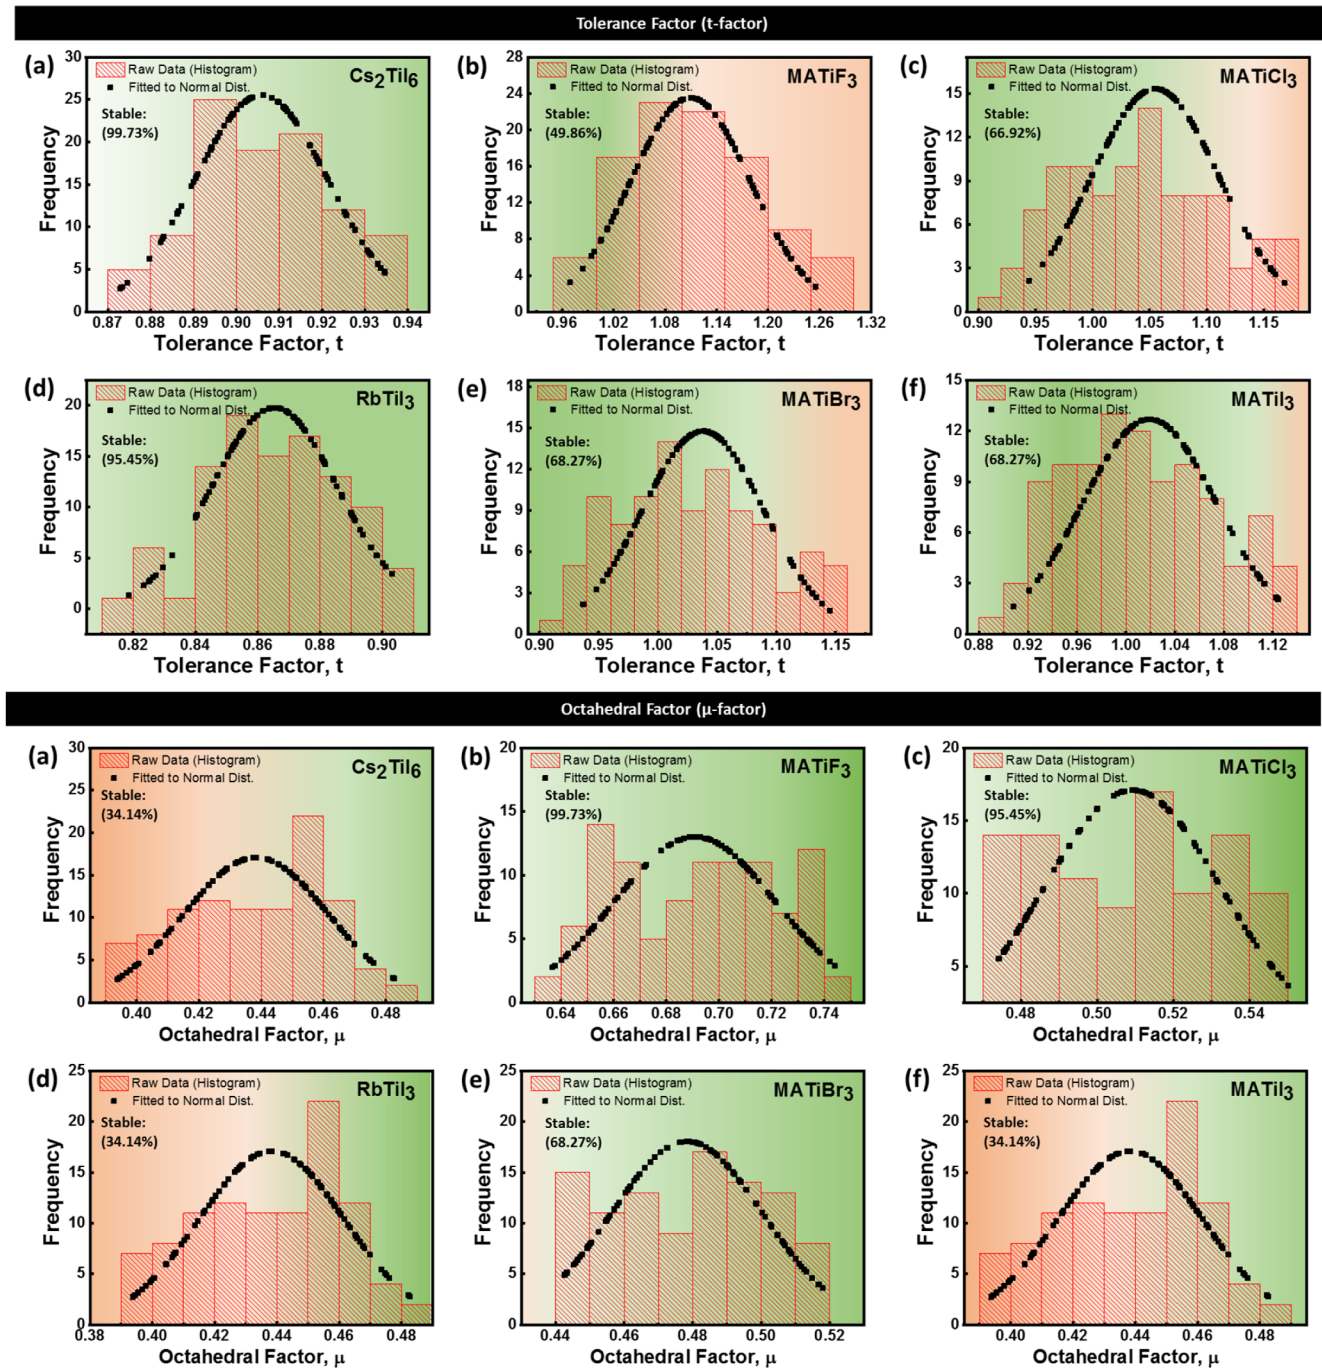 Tolerance Factor (t-factor)
(a)
Raw Data (Histogram)
Fitted to Normal Dist.
Cs2TiI6
Stable:
(99.73%)
Frequency
30
25
20
15
10
5
0
0.87 0.88 0.89 0.90 0.91 0.92 0.93 0.94
Tolerance Factor, t
(b)
Raw Data (Histogram)
Fitted to Normal Dist.
MATiF3
Stable:
(49.86%)
Frequency
28
24
20
16
12
8
4
0
0.96 1.02 1.08 1.14 1.20 1.26 1.32
Tolerance Factor, t
(c)
Raw Data (Histogram)
Fitted to Normal Dist.
MATiCl3
Stable:
(66.92%)
Frequency
15
12
9
6
3
0
0.90 0.95 1.00 1.05 1.10 1.15
Tolerance Factor, t
(d)
Raw Data (Histogram)
Fitted to Normal Dist.
RbTiI3
Stable:
(95.45%)
Frequency
20
15
10
5
0
0.82 0.84 0.86 0.88 0.90
Tolerance Factor, t
(e)
Raw Data (Histogram)
Fitted to Normal Dist.
MATiBr3
Stable:
(68.27%)
Frequency
18
15
12
9
6
3
0
0.90 0.95 1.00 1.05 1.10 1.15
Tolerance Factor, t
(f)
Raw Data (Histogram)
Fitted to Normal Dist.
MATiI3
Stable:
(68.27%)
Frequency
15
12
9
6
3
0
0.88 0.92 0.96 1.00 1.04 1.08 1.12
Tolerance Factor, t
Octahedral Factor (μ-factor)
(a)
Raw Data (Histogram)
Fitted to Normal Dist.
Cs2TiI6
Stable:
(34.14%)
Frequency
30
25
20
15
10
5
0
0.40 0.42 0.44 0.46 0.48
Octahedral Factor, μ
(b)
Raw Data (Histogram)
Fitted to Normal Dist.
MATiF3
Stable:
(99.73%)
Frequency
20
15
10
5
0
0.64 0.66 0.68 0.70 0.72 0.74
Octahedral Factor, μ
(c)
Raw Data (Histogram)
Fitted to Normal Dist.
MATiCl3
Stable:
(95.45%)
Frequency
20
15
10
5
0.48 0.50 0.52 0.54
Octahedral Factor, μ
(d)
Raw Data (Histogram)
Fitted to Normal Dist.
RbTiI3
Stable:
(34.14%)
Frequency
25
20
15
10
5
0
0.38 0.40 0.42 0.44 0.46 0.48
Octahedral Factor, μ
(e)
Raw Data (Histogram)
Fitted to Normal Dist.
MATiBr3
Stable:
(68.27%)
Frequency
25
20
15
10
5
0
0.44 0.46 0.48 0.50 0.52
Octahedral Factor, μ
(f)
Raw Data (Histogram)
Fitted to Normal Dist.
MATiI3
Stable:
(34.14%)
Frequency
25
20
15
10
5
0
0.40 0.42 0.44 0.46 0.48
Octahedral Factor, μ